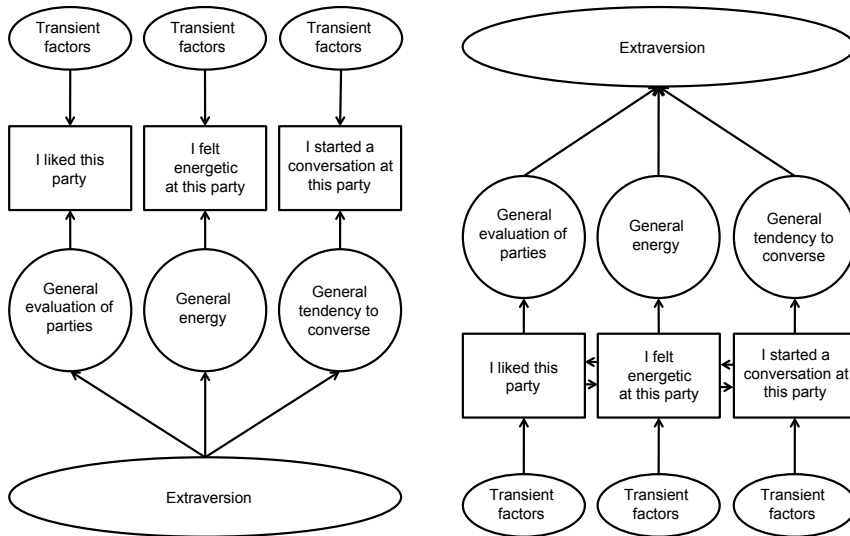 Transient
factors
Transient
factors
Transient
factors
I liked this
party
I felt
energetic
at this party
I started a
conversation at
this party
General
evaluation of
parties
General
energy
General
tendency to
converse
Extraversion
Extraversion
General
evaluation of
parties
General
energy
General
tendency to
converse
I liked this
party
I felt
energetic
at this party
I started a
conversation at
this party
Transient
factors
Transient
factors
Transient
factors